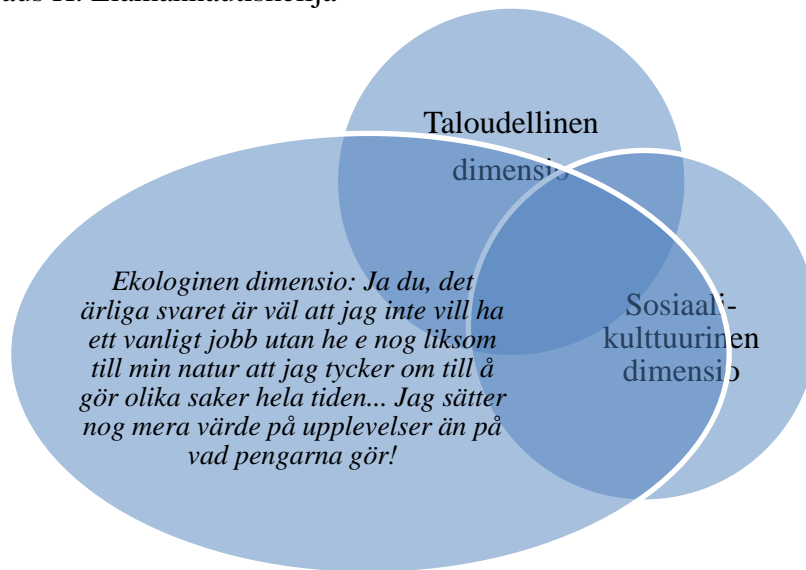 Taloudellinen
dimensio
Ekologinen dimensio: Ja du, det
ärliga svaret är väl att jag inte vill ha
ett vanligt jobb utan he e nog liksom
till min natur att jag tycker om till å
gör olika saker hela tiden... Jag sätter
nog mera värde på upplevelser än på
vad pengarna gör!
Sosiaali-
kulttuurinen
dimensio